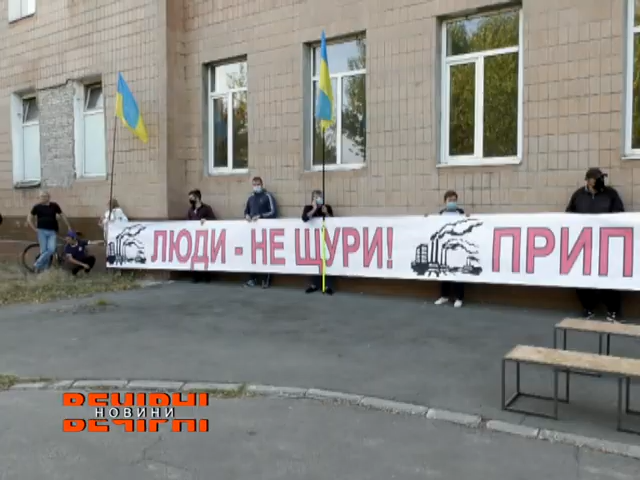 ЛЮДИ - НЕ ЩУРИ! ПРИП
ВЕЧІРНІ
НОВИНИ